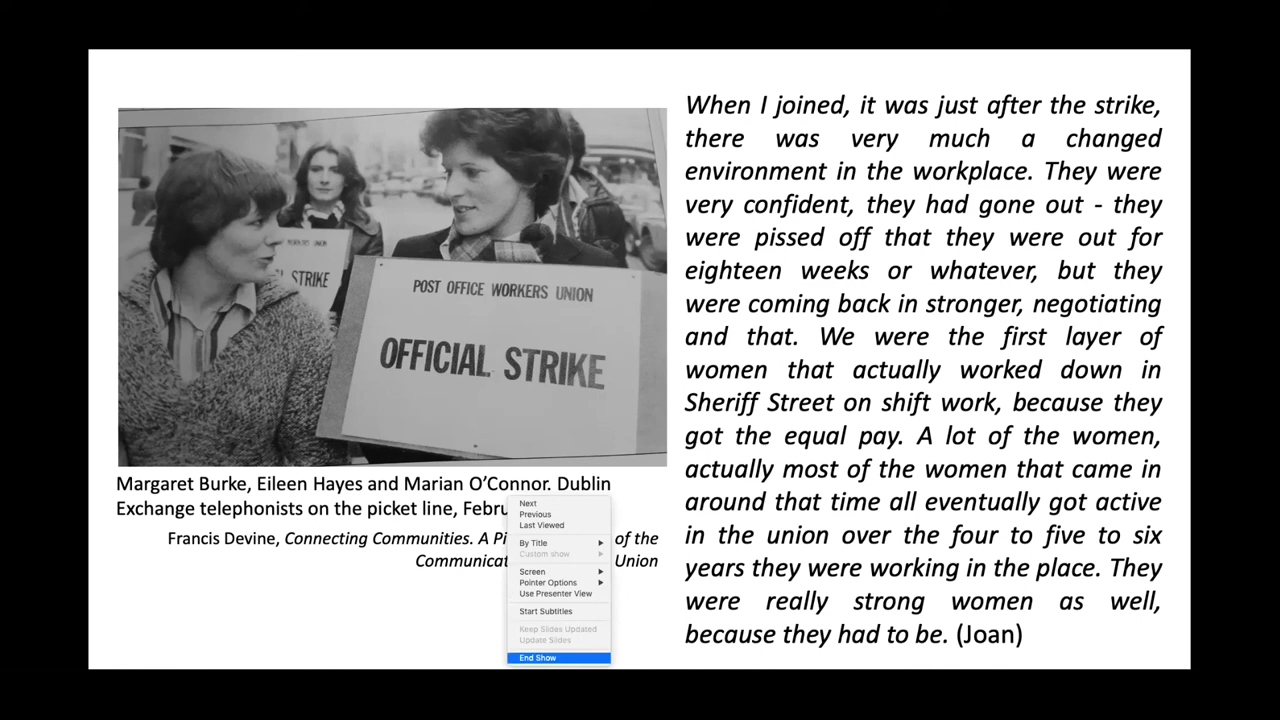 RESIDENTS UNION
STRIKE
POST OFFICE WORKERS UNION
OFFICIAL STRIKE
Margaret Burke, Eileen Hayes and Marian O’Connor. Dublin
Exchange telephonists on the picket line,
Francis Devine, Connecting Communities. A of the
Union
Next
Previous
Last Viewed
By Title
Custom show
Screen
Pointer Options
Use Presenter View
Start Subtitles
Keep Slides Updated
Update Slides
End Show
When I joined, it was just after the strike,
there was very much a changed
environment in the workplace. They were
very confident, they had gone out - they
were pissed off that they were out for
eighteen weeks or whatever, but they
were coming back in stronger, negotiating
and that. We were the first layer of
women that actually worked down in
Sheriff Street on shift work, because they
got the equal pay. A lot of the women,
actually most of the women that came in
around that time all eventually got active
in the union over the four to five to six
years they were working in the place. They
were really strong women as well,
because they had to be. (Joan)